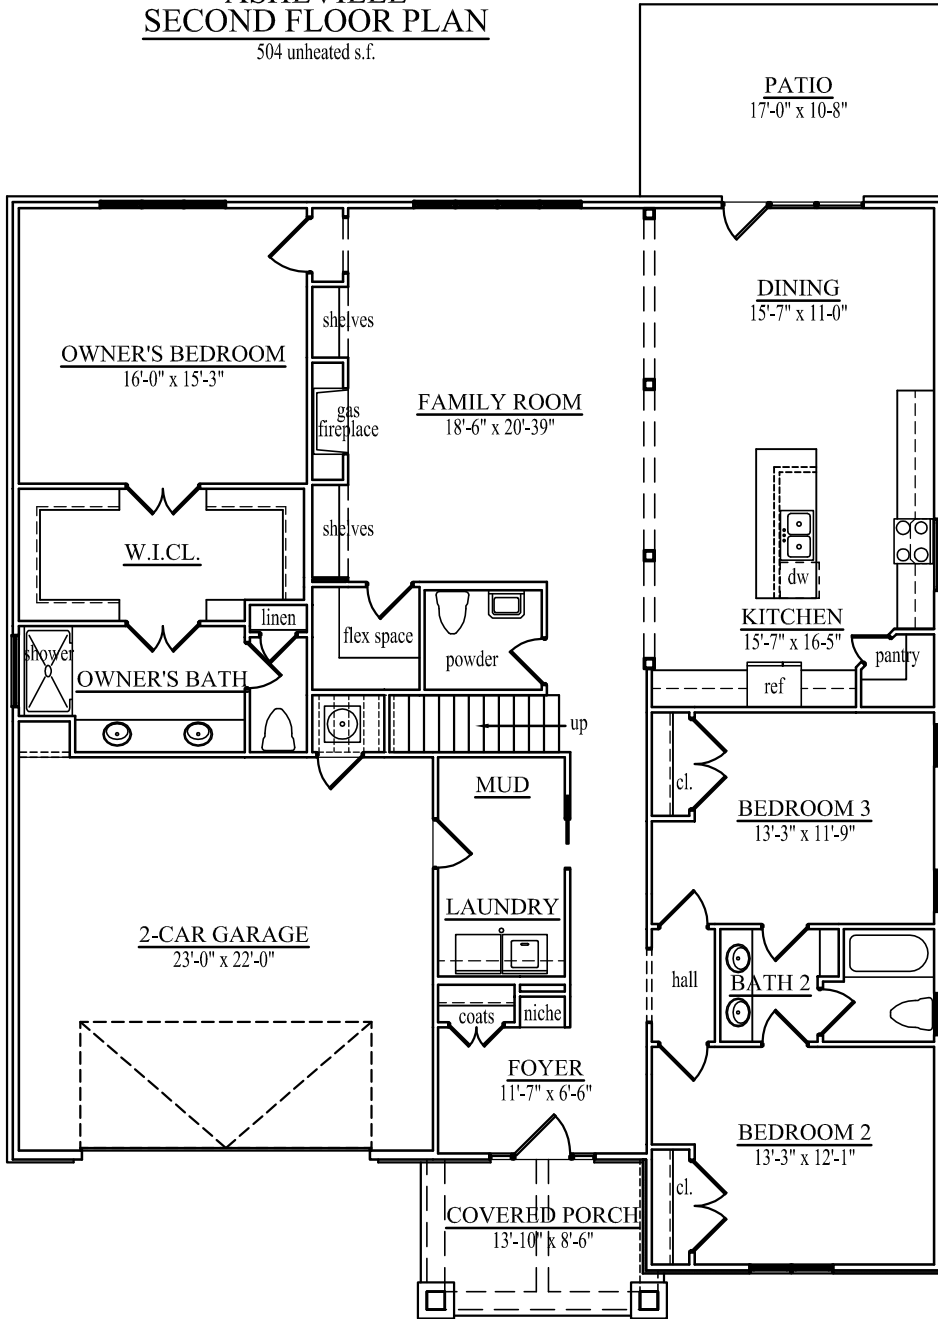 ASHEVILLE
SECOND FLOOR PLAN
504 unheated s.f.
PATIO
17'-0" x 10-8"
DINING
15'-7" x 11-0"
shelves
OWNER'S BEDROOM
16'-0" x 15'-3"
FAMILY ROOM
18'-6" x 20'-39"
gas
fireplace
shelves
W.I.CL.
dw
linen
KITCHEN
15'-7" x 16-5"
flex space
powder
pantry
shower
OWNER'S BATH
ref
up
MUD
cl.
BEDROOM 3
13'-3" x 11'-9"
LAUNDRY
2-CAR GARAGE
23'-0" x 22'-0"
hall
BATH 2
coats
niche
FOYER
11'-7" x 6'-6"
BEDROOM 2
13'-3" x 12'-1"
cl.
COVERED PORCH
13'-10" x 8'-6"